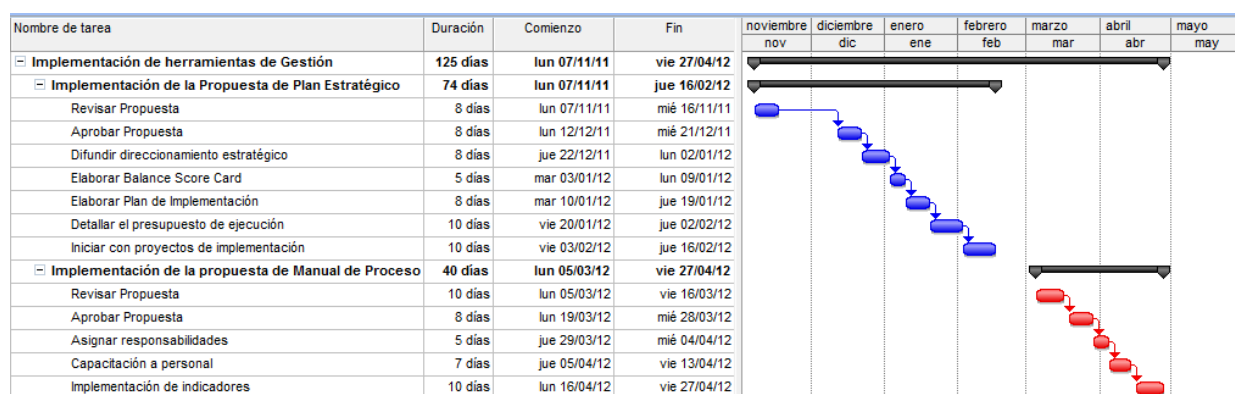 Nombre de tarea Duración Comienzo Fin noviembre diciembre enero febrero marzo abril mayo
nov dic ene feb mar abr may
Implementación de herramientas de Gestión 125 días lun 07/11/11 vie 27/04/12
Implementación de la Propuesta de Plan Estratégico 74 días lun 07/11/11 jue 16/02/12
Revisar Propuesta 8 días lun 07/11/11 mié 16/11/11
Aprobar Propuesta 8 días lun 12/12/11 mié 21/12/11
Difundir direccionamiento estratégico 8 días jue 22/12/11 lun 02/01/12
Elaborar Balance Score Card 5 días mar 03/01/12 lun 09/01/12
Elaborar Plan de Implementación 8 días mar 10/01/12 jue 19/01/12
Detallar el presupuesto de ejecución 10 días vie 20/01/12 jue 02/02/12
Iniciar con proyectos de implementación 10 días vie 03/02/12 jue 16/02/12
Implementación de la propuesta de Manual de Proceso 40 días lun 05/03/12 vie 27/04/12
Revisar Propuesta 10 días lun 05/03/12 vie 16/03/12
Aprobar Propuesta 8 días lun 19/03/12 mié 28/03/12
Asignar responsabilidades 5 días jue 29/03/12 mié 04/04/12
Capacitación a personal 7 días jue 05/04/12 vie 13/04/12
Implementación de indicadores 10 días lun 16/04/12 vie 27/04/12